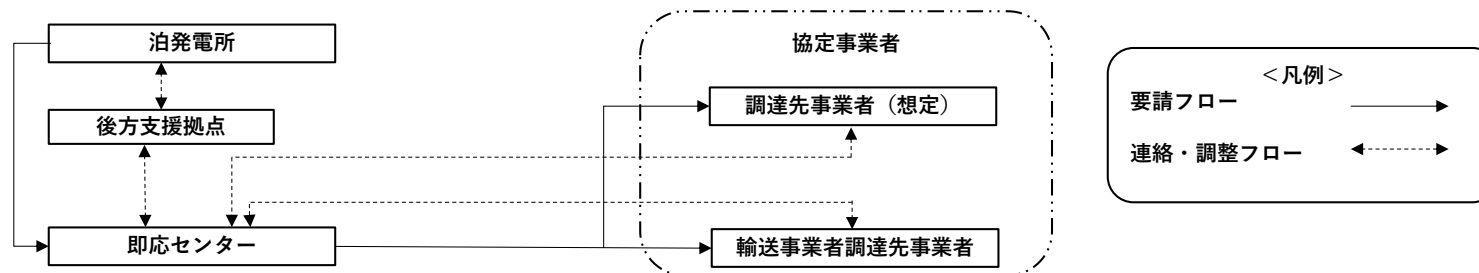 泊発電所
後方支援拠点
即応センター
協定事業者
調達先事業者（想定）
輸送事業者調達先事業者
＜凡例＞
要請フロー
連絡・調整フロー